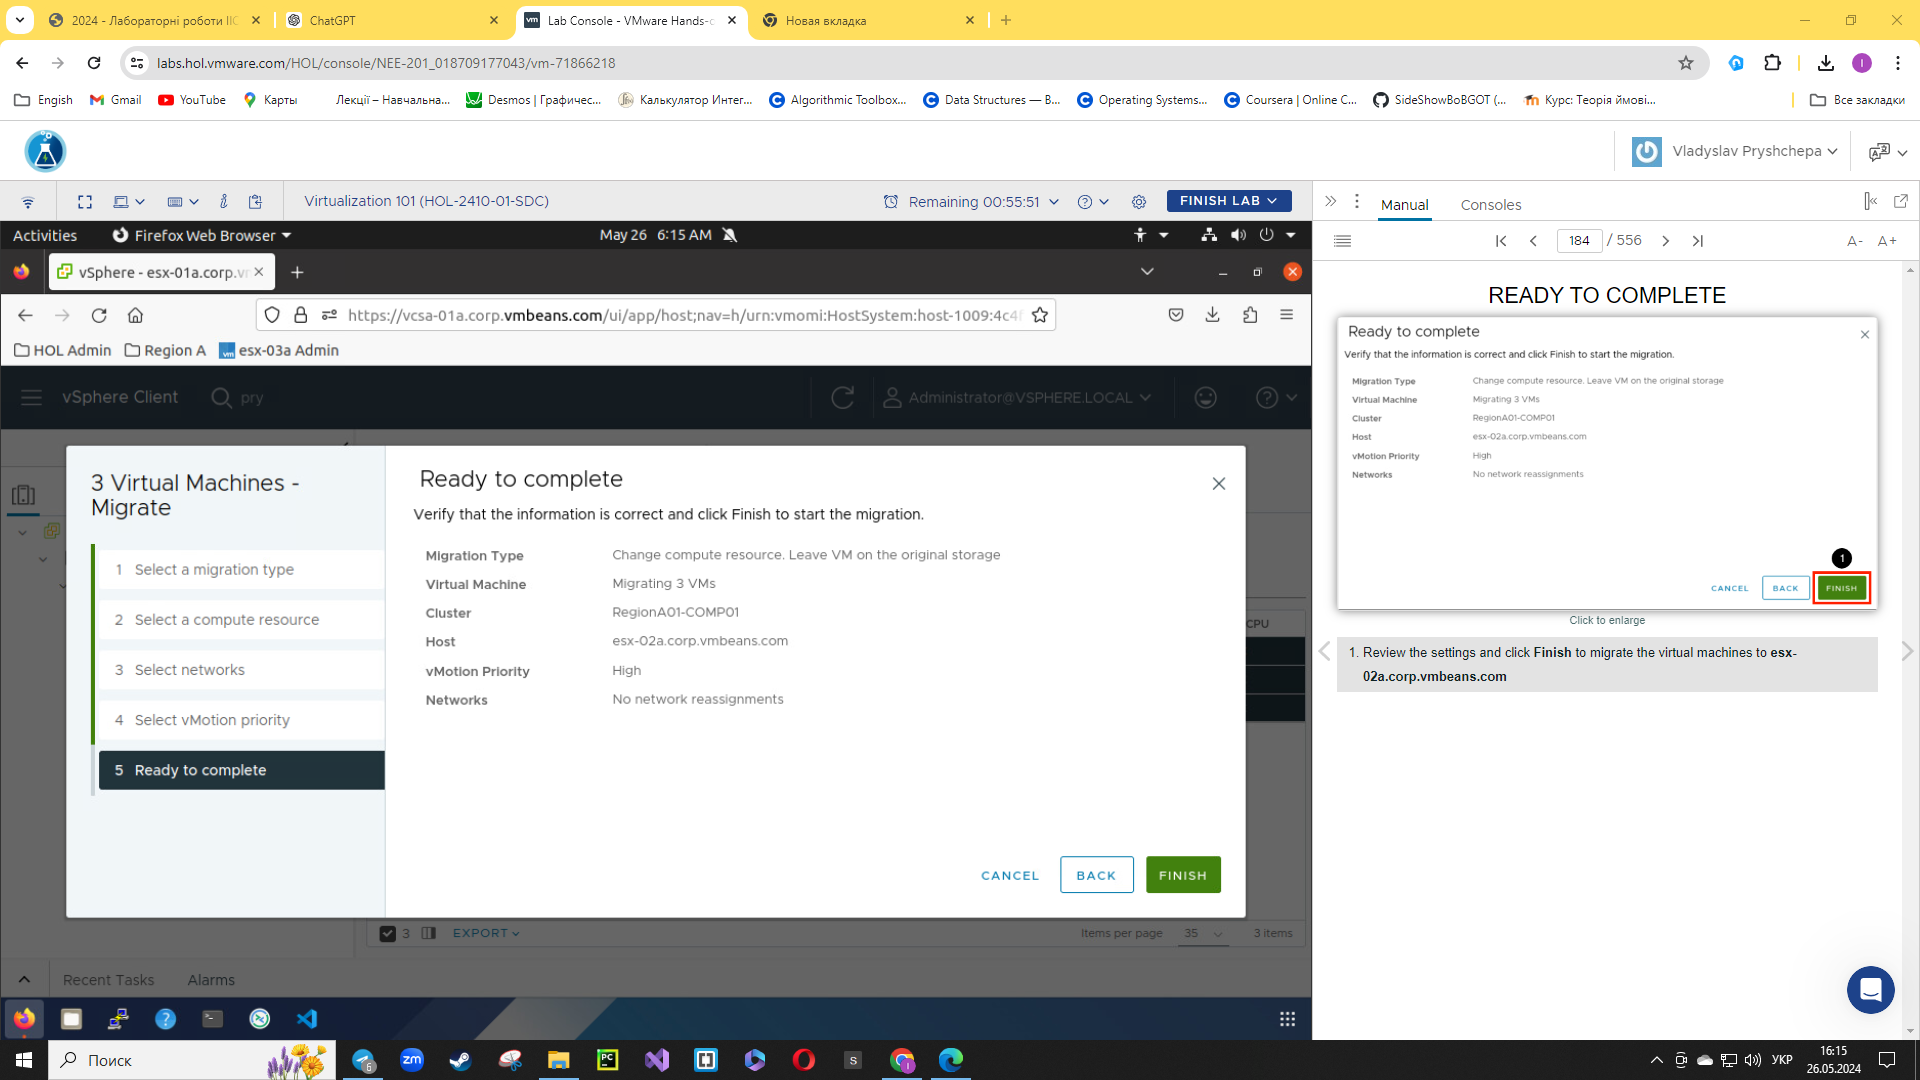 2024 - Лабораторні роботи ІІС
ChatGPT
Lab Console - VMware Hands-o
Новая вкладка
labs.hol.vmware.com/HOL/console/NEE-201_018709177043/vm-71866218
Engish
Gmail
YouTube
Карты
Лекції – Навчальна...
Desmos | Графичес...
Калькулятор Интег...
Algorithmic Toolbox...
Data Structures — В...
Operating Systems...
Coursera | Online C...
SideShowBoBGOT (...
Курс: Теорія ймові...
Все закладки
Vladyslav Pryshchepa
Virtualization 101 (HOL-2410-01-SDC)
Remaining 00:55:51
FINISH LAB
Manual
Consoles
184 / 556
A-
A+
Activities
Firefox Web Browser
May 26 6:15 AM
vSphere - esx-01a.corp.v
https://vcsa-01a.corp.vmbeans.com/ui/app/host;nav=h/urn:vmomi:HostSystem:host-1009:4c4
HOL Admin
Region A
esx-03a Admin
vSphere Client
pry
Administrator@VSPHERE.LOCAL
3 Virtual Machines -
Migrate
1 Select a migration type
2 Select a compute resource
3 Select networks
4 Select vMotion priority
5 Ready to complete
Ready to complete
Verify that the information is correct and click Finish to start the migration.
Migration Type Change compute resource. Leave VM on the original storage
Virtual Machine Migrating 3 VMs
Cluster RegionA01-COMP01
Host esx-02a.corp.vmbeans.com
vMotion Priority High
Networks No network reassignments
CANCEL
BACK
FINISH
CPU
3
EXPORT
Items per page 35
3 items
Recent Tasks
Alarms
READY TO COMPLETE
Ready to complete
Verify that the information is correct and click Finish to start the migration.
Migration Type Change compute resource. Leave VM on the original storage
Virtual Machine Migrating 3 VMs
Cluster RegionA01-COMP01
Host esx-02a.corp.vmbeans.com
vMotion Priority High
Networks No network reassignments
1
CANCEL
BACK
FINISH
Click to enlarge
1. Review the settings and click Finish to migrate the virtual machines to esx-
02a.corp.vmbeans.com
Поиск
УКР
16:15
26.05.2024